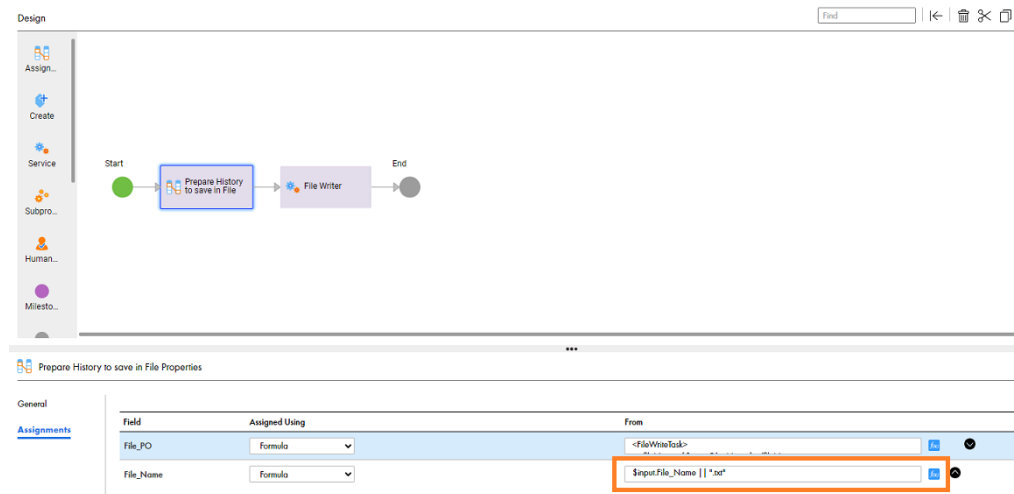 Design
Find
Assign...
Create
Service
Subpro...
Human...
Milesto...
Start
Prepare History
to save in File
File Writer
End
Prepare History to save in File Properties
General
Assignments
Field
Assigned Using
From
File_PO
Formula
<FileWriteTask>
File_Name
Formula
$input.File_Name || ".txt"